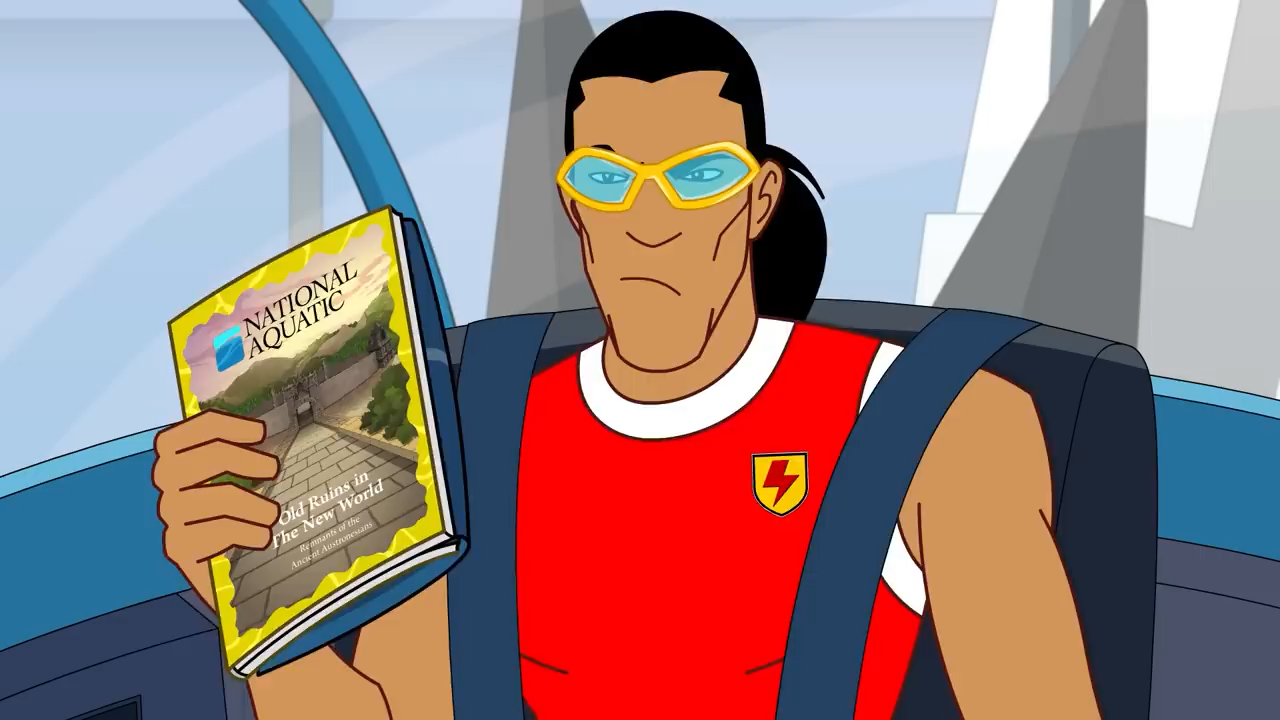 NATIONAL
AQUATIC
Old Ruins in
The New World
Remnants of the
Ancient Austronesians